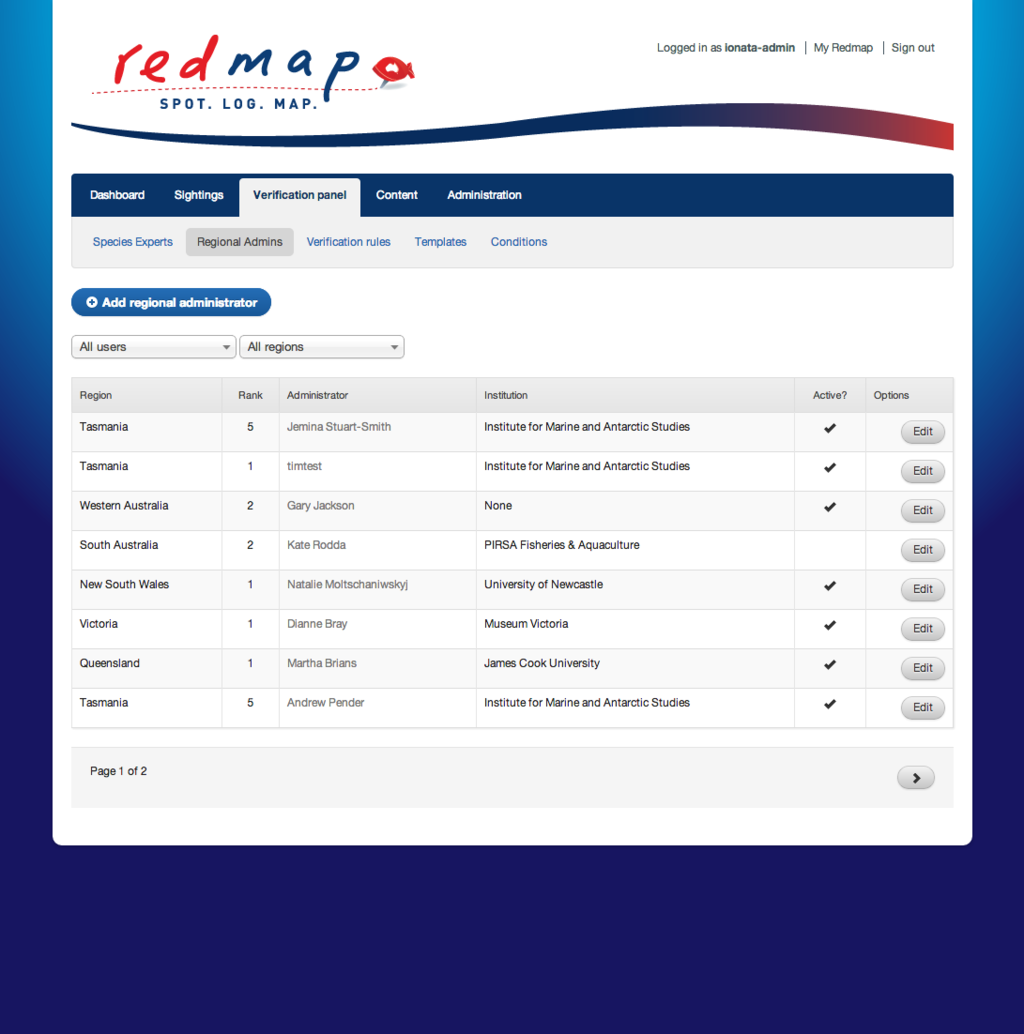 redmap
SPOT. LOG. MAP.
Logged in as ionata-admin | My Redmap | Sign out
Dashboard Sightings Verification panel Content Administration
Species Experts Regional Admins Verification rules Templates Conditions
Add regional administrator
All users All regions
Region Rank Administrator Institution Active? Options
Tasmania 5 Jemina Stuart-Smith Institute for Marine and Antarctic Studies ✔ Edit
Tasmania 1 timtest Institute for Marine and Antarctic Studies ✔ Edit
Western Australia 2 Gary Jackson None ✔ Edit
South Australia 2 Kate Rodda PIRSA Fisheries & Aquaculture Edit
New South Wales 1 Natalie Moltschaniwskyj University of Newcastle ✔ Edit
Victoria 1 Dianne Bray Museum Victoria ✔ Edit
Queensland 1 Martha Brians James Cook University ✔ Edit
Tasmania 5 Andrew Pender Institute for Marine and Antarctic Studies ✔ Edit
Page 1 of 2